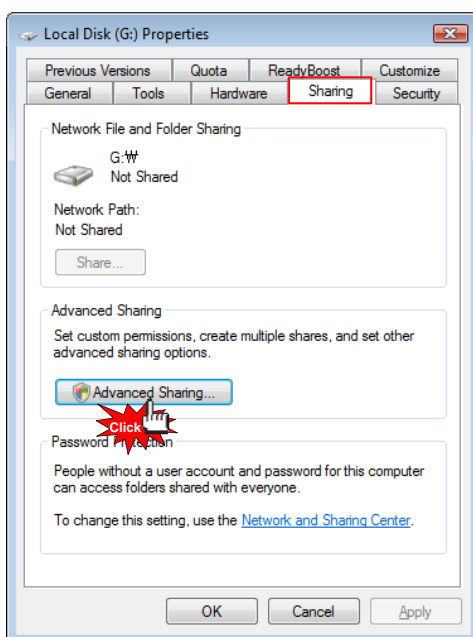 Local Disk (G:) Properties
Previous Versions Quota ReadyBoost Customize
General Tools Hardware Sharing Security
Network File and Folder Sharing
G:₩
Not Shared
Network Path:
Not Shared
Share...
Advanced Sharing
Set custom permissions, create multiple shares, and set other
advanced sharing options.
Advanced Sharing...
Click
Password Protection
People without a user account and password for this computer
can access folders shared with everyone.
To change this setting, use the Network and Sharing Center.
OK Cancel Apply